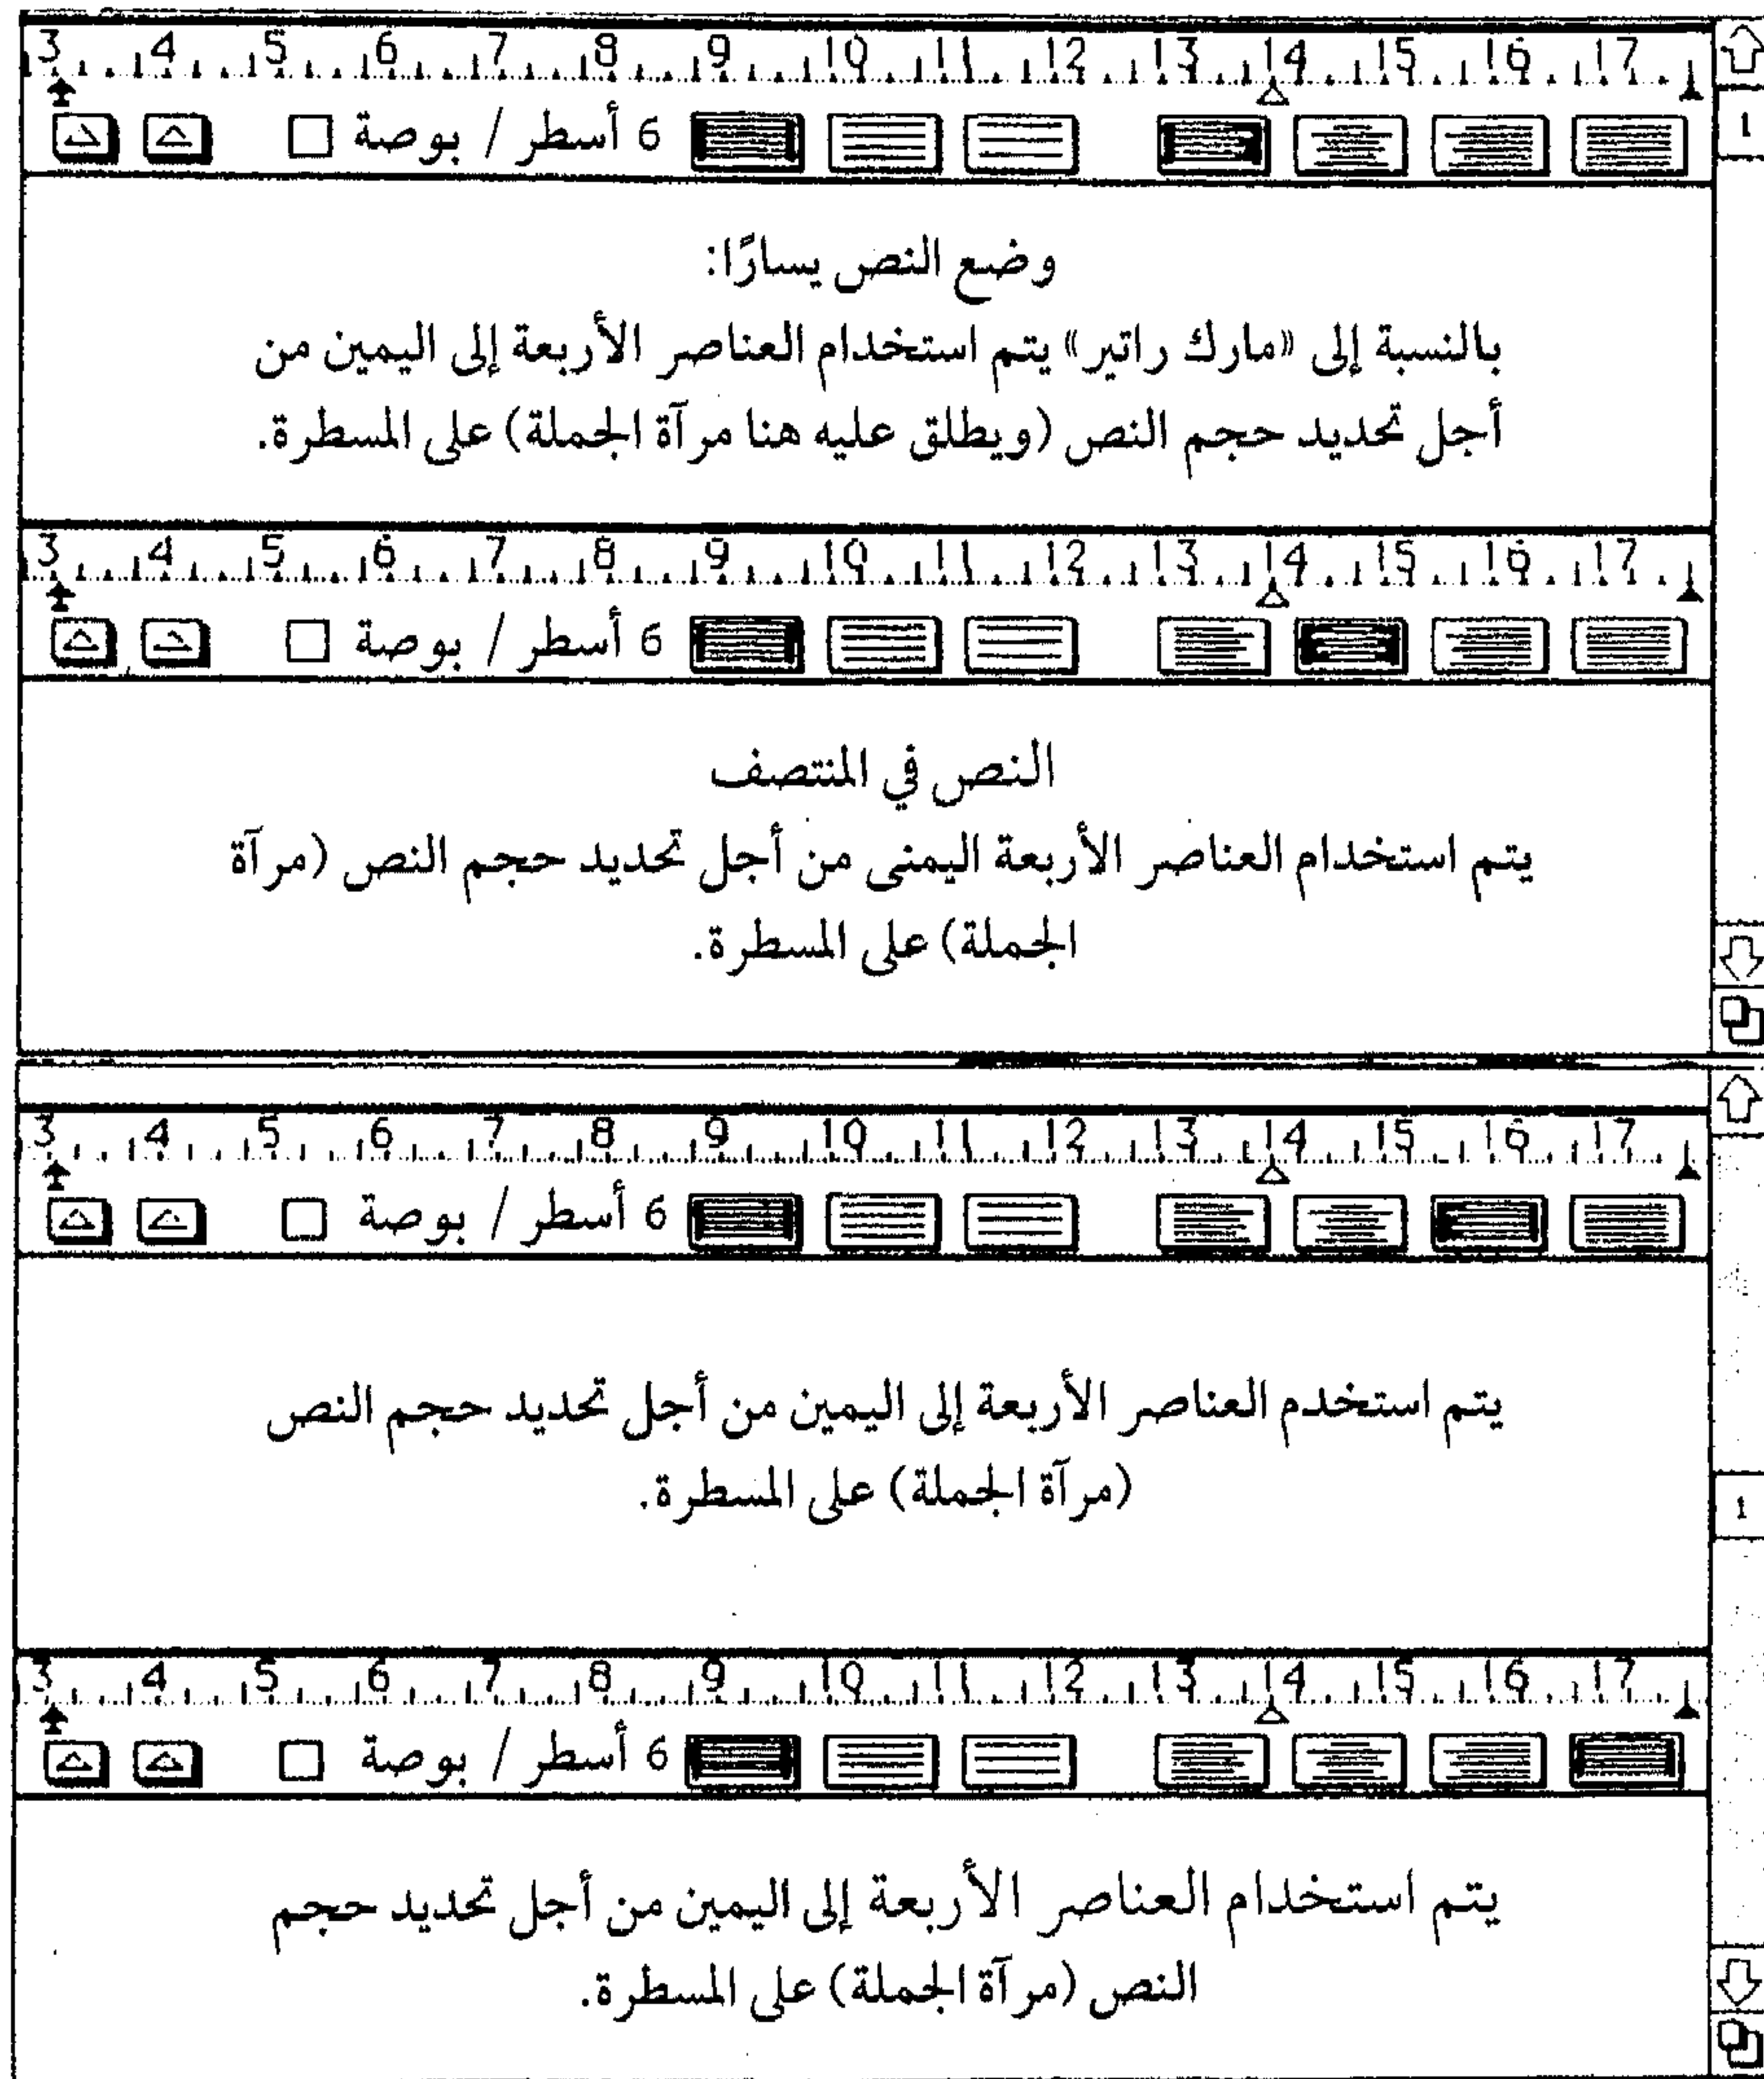 3 4 5 6 7 8 9 10 11 12 13 14 15 16 17
6 أسطر / بوصة
1
وضع النص يسارًا:
بالنسبة إلى «مارك راتير» يتم استخدام العناصر الأربعة إلى اليمين من
أجل تحديد حجم النص (ويطلق عليه هنا مرآة الجملة) على المسطرة.
3 4 5 6 7 8 9 10 11 12 13 14 15 16 17
6 أسطر / بوصة
النص في المنتصف
يتم استخدام العناصر الأربعة اليمنى من أجل تحديد حجم النص (مرآة
الجملة) على المسطرة.
3 4 5 6 7 8 9 10 11 12 13 14 15 16 17
6 أسطر / بوصة
يتم استخدم العناصر الأربعة إلى اليمين من أجل تحديد حجم النص
(مرآة الجملة) على المسطرة.
1
3 4 5 6 7 8 9 10 11 12 13 14 15 16 17
6 أسطر / بوصة
يتم استخدام العناصر الأربعة إلى اليمين من أجل تحديد حجم
النص (مرآة الجملة) على المسطرة.